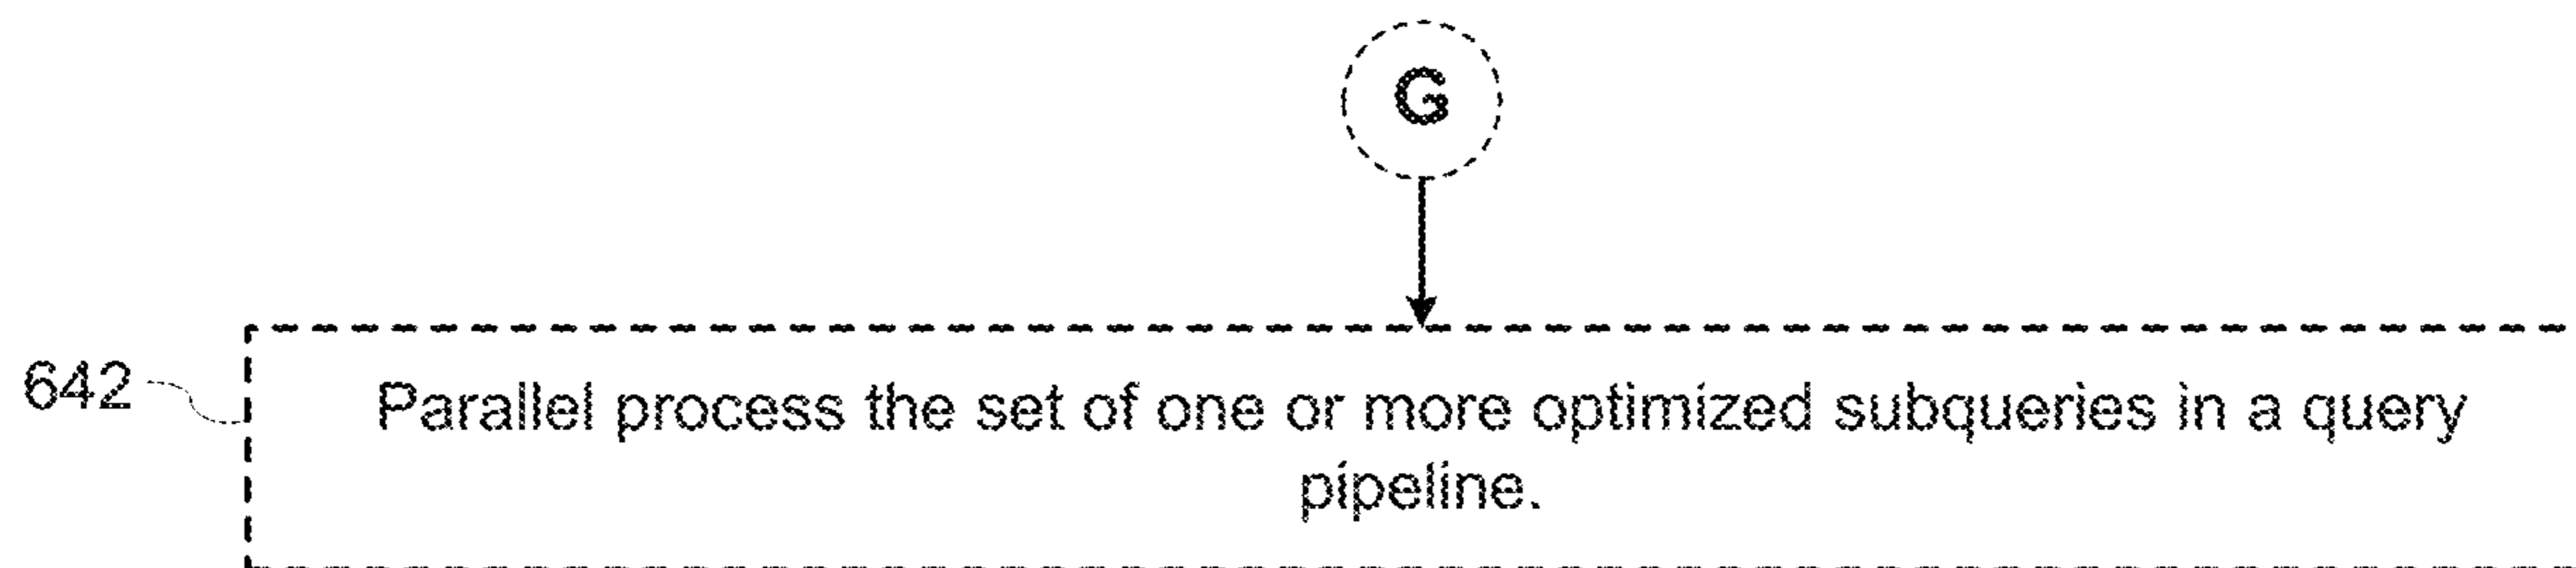 G
642
Parallel process the set of one or more optimized subqueries in a query
pipeline.